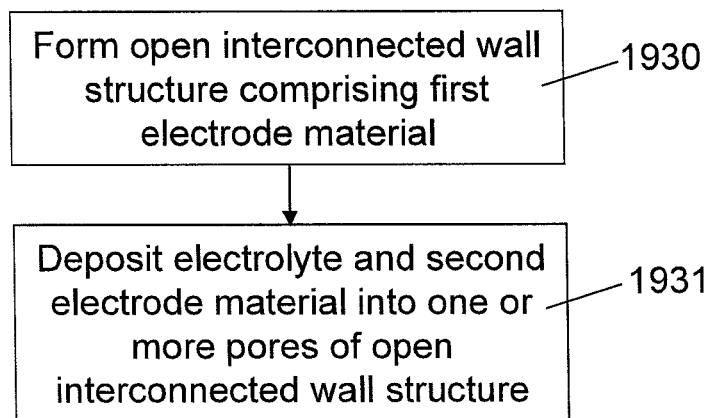 Form open interconnected wall
structure comprising first
electrode material
1930
Deposit electrolyte and second
electrode material into one or
more pores of open
interconnected wall structure
1931